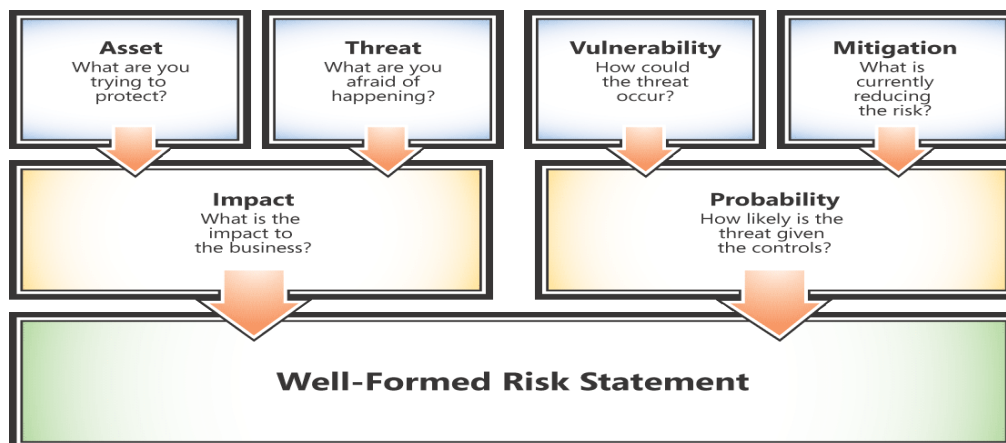 Asset
What are you
trying to
protect?
Threat
What are you
afraid of
happening?
Vulnerability
How could
the threat
occur?
Mitigation
What is
currently
reducing
the risk?
Impact
What is the
impact to
the business?
Probability
How likely is the
threat given
the controls?
Well-Formed Risk Statement